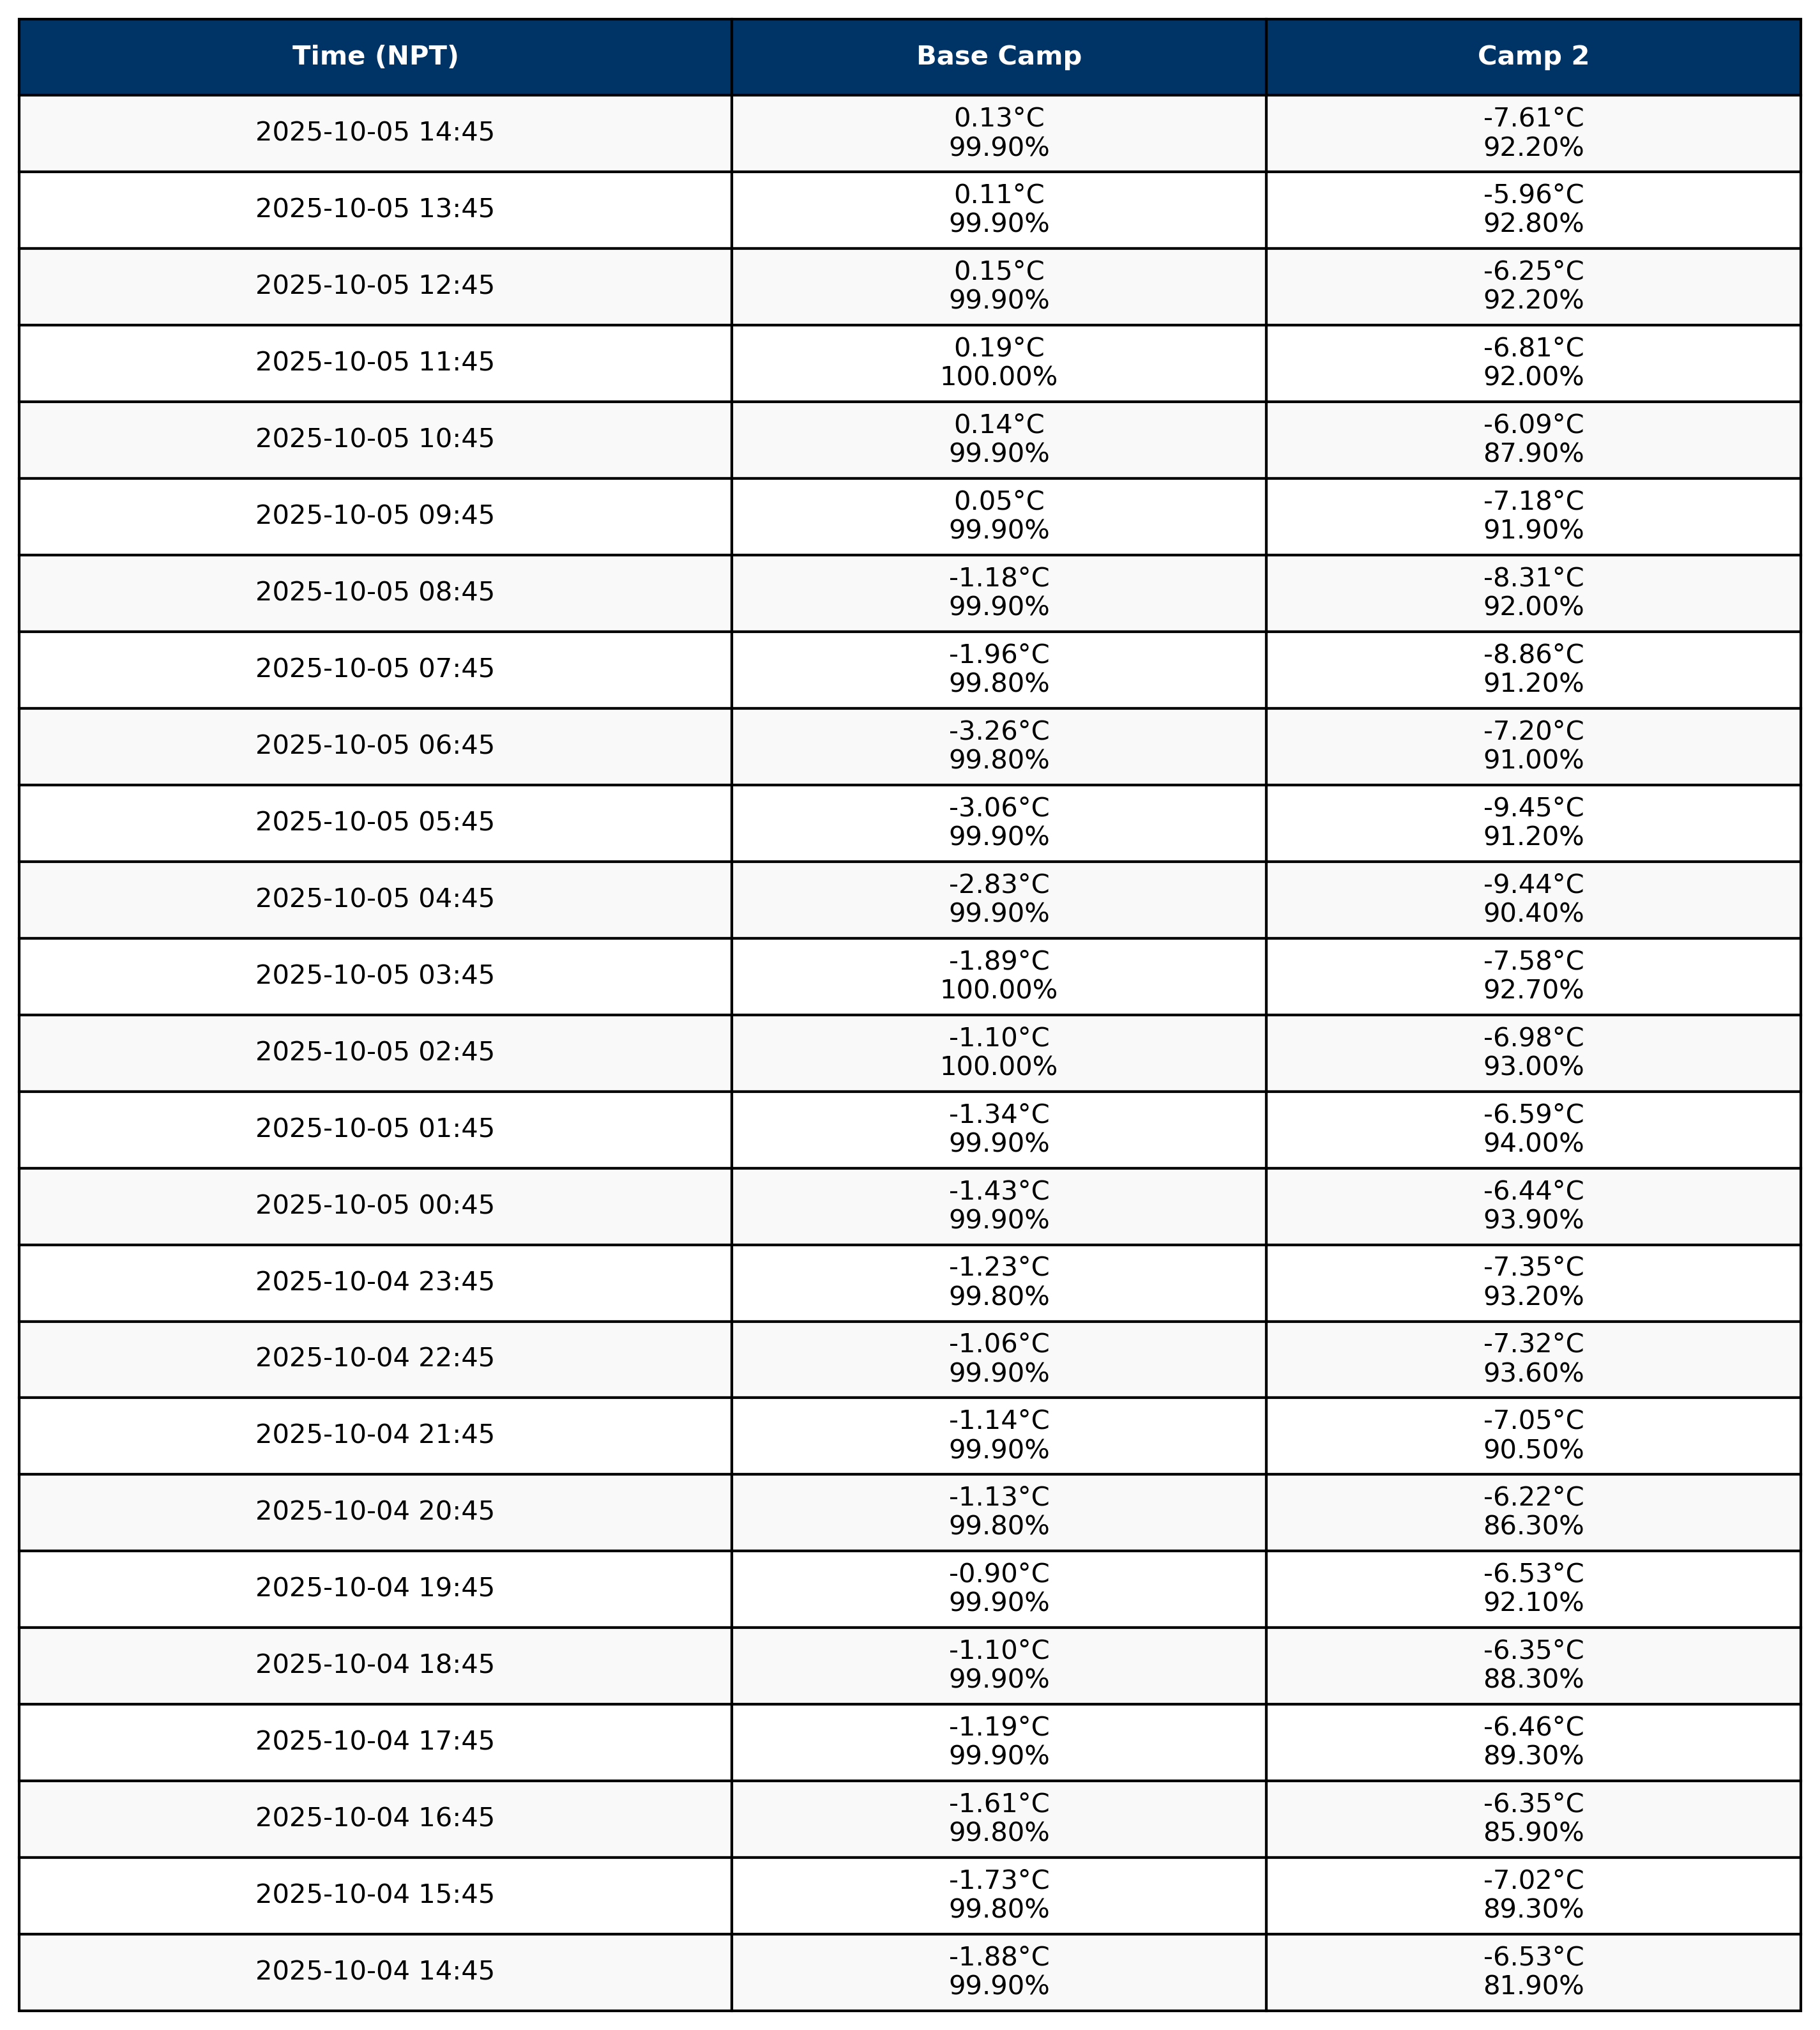 Time (NPT) Base Camp Camp 2
2025-10-05 14:45 0.13°C -7.61°C
99.90% 92.20%
2025-10-05 13:45 0.11°C -5.96°C
99.90% 92.80%
2025-10-05 12:45 0.15°C -6.25°C
99.90% 92.20%
2025-10-05 11:45 0.19°C -6.81°C
100.00% 92.00%
2025-10-05 10:45 0.14°C -6.09°C
99.90% 87.90%
2025-10-05 09:45 0.05°C -7.18°C
99.90% 91.90%
2025-10-05 08:45 -1.18°C -8.31°C
99.90% 92.00%
2025-10-05 07:45 -1.96°C -8.86°C
99.80% 91.20%
2025-10-05 06:45 -3.26°C -7.20°C
99.80% 91.00%
2025-10-05 05:45 -3.06°C -9.45°C
99.90% 91.20%
2025-10-05 04:45 -2.83°C -9.44°C
99.90% 90.40%
2025-10-05 03:45 -1.89°C -7.58°C
100.00% 92.70%
2025-10-05 02:45 -1.10°C -6.98°C
100.00% 93.00%
2025-10-05 01:45 -1.34°C -6.59°C
99.90% 94.00%
2025-10-05 00:45 -1.43°C -6.44°C
99.90% 93.90%
2025-10-04 23:45 -1.23°C -7.35°C
99.80% 93.20%
2025-10-04 22:45 -1.06°C -7.32°C
99.90% 93.60%
2025-10-04 21:45 -1.14°C -7.05°C
99.90% 90.50%
2025-10-04 20:45 -1.13°C -6.22°C
99.80% 86.30%
2025-10-04 19:45 -0.90°C -6.53°C
99.90% 92.10%
2025-10-04 18:45 -1.10°C -6.35°C
99.90% 88.30%
2025-10-04 17:45 -1.19°C -6.46°C
99.90% 89.30%
2025-10-04 16:45 -1.61°C -6.35°C
99.80% 85.90%
2025-10-04 15:45 -1.73°C -7.02°C
99.80% 89.30%
2025-10-04 14:45 -1.88°C -6.53°C
99.90% 81.90%